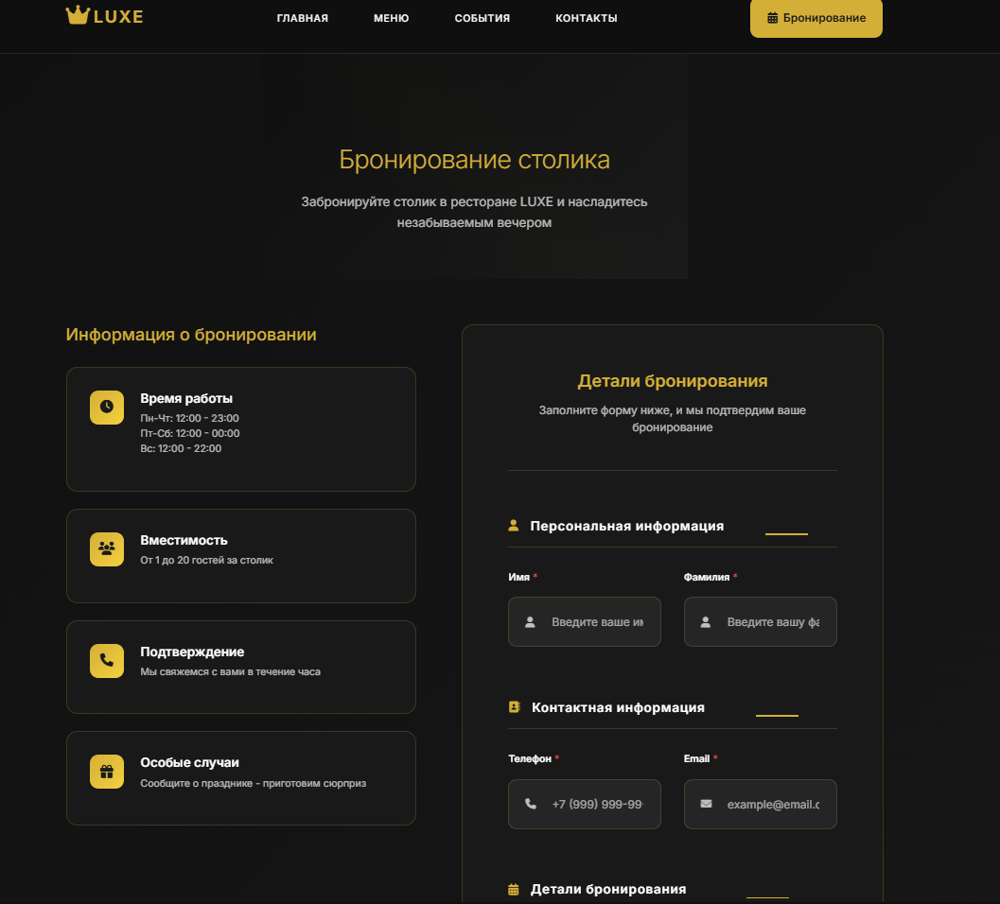 LUXE
ГЛАВНАЯ
МЕНЮ
СОБЫТИЯ
КОНТАКТЫ
Бронирование
Бронирование столика
Забронируйте столик в ресторане LUXE и насладитесь
незабываемым вечером
Информация о бронировании
Время работы
Пн-Чт: 12:00 - 23:00
Пт-Сб: 12:00 - 00:00
Вс: 12:00 - 22:00
Вместимость
От 1 до 20 гостей за столик
Подтверждение
Мы свяжемся с вами в течение часа
Особые случаи
Сообщите о празднике - приготовим сюрприз
Детали бронирования
Заполните форму ниже, и мы подтвердим ваше
бронирование
Персональная информация
Имя *
Фамилия *
Введите ваше им
Введите вашу фа
Контактная информация
Телефон *
Email *
+7 (999) 999-99-
example@email.c
Детали бронирования